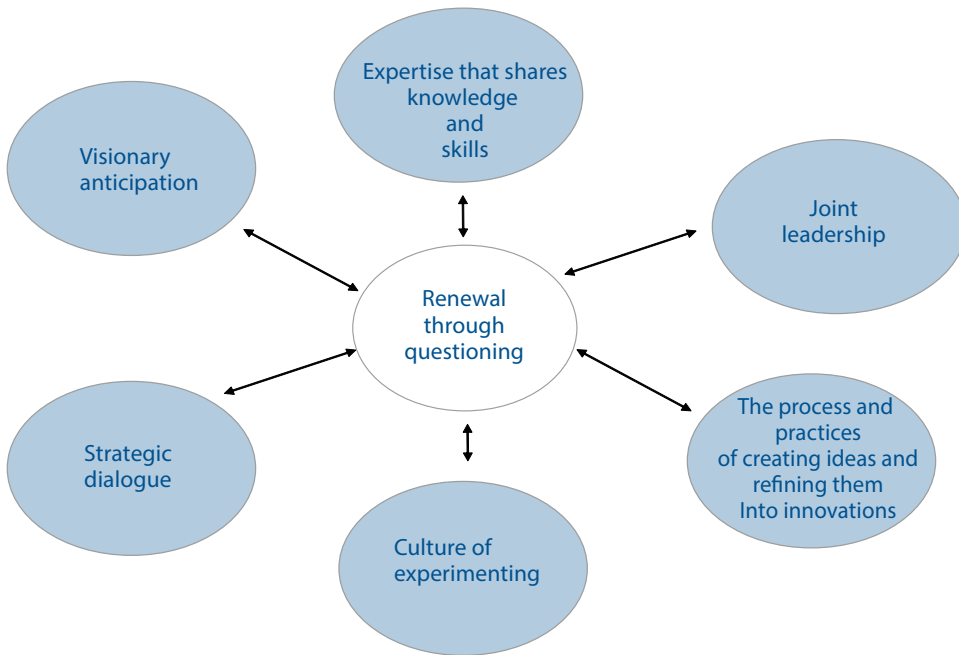 Expertise that shares
knowledge
and
skills
Visionary
anticipation
Joint
leadership
Renewal
through
questioning
The process and
practices
of creating ideas and
refining them
Into innovations
Strategic
dialogue
Culture of
experimenting